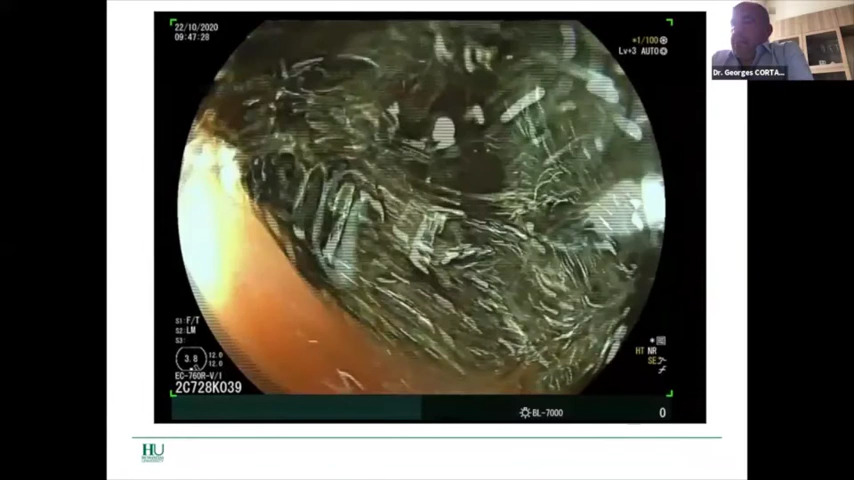 22/10/2020
09:47:28
×1/100
Lv+3 AUTO
Dr. Georges CORTA...
S1:F/T
S2:LM
S3:
3.8
12.0
12.0
EC-760R-V/I
2C728K039
HT NR
SE
BL-7000
0
HU